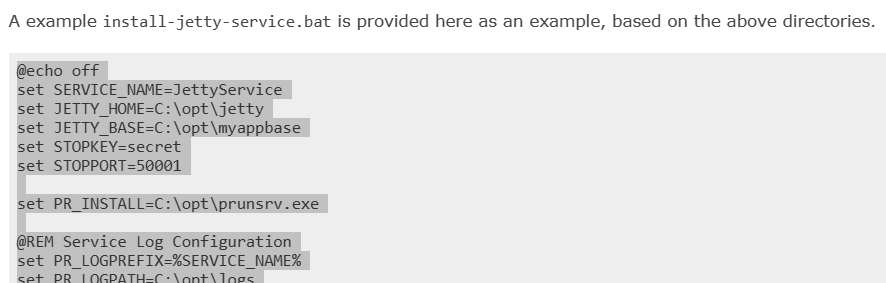 A example install-jetty-service.bat is provided here as an example, based on the above directories.
@echo off
set SERVICE_NAME=JettyService
set JETTY_HOME=C:\opt\jetty
set JETTY_BASE=C:\opt\myappbase
set STOPKEY=secret
set STOPPORT=50001
set PR_INSTALL=C:\opt\prunsrv.exe
@REM Service Log Configuration
set PR_LOGPREFIX=%SERVICE_NAME%
set PR_LOGPATH=C:\opt\logs